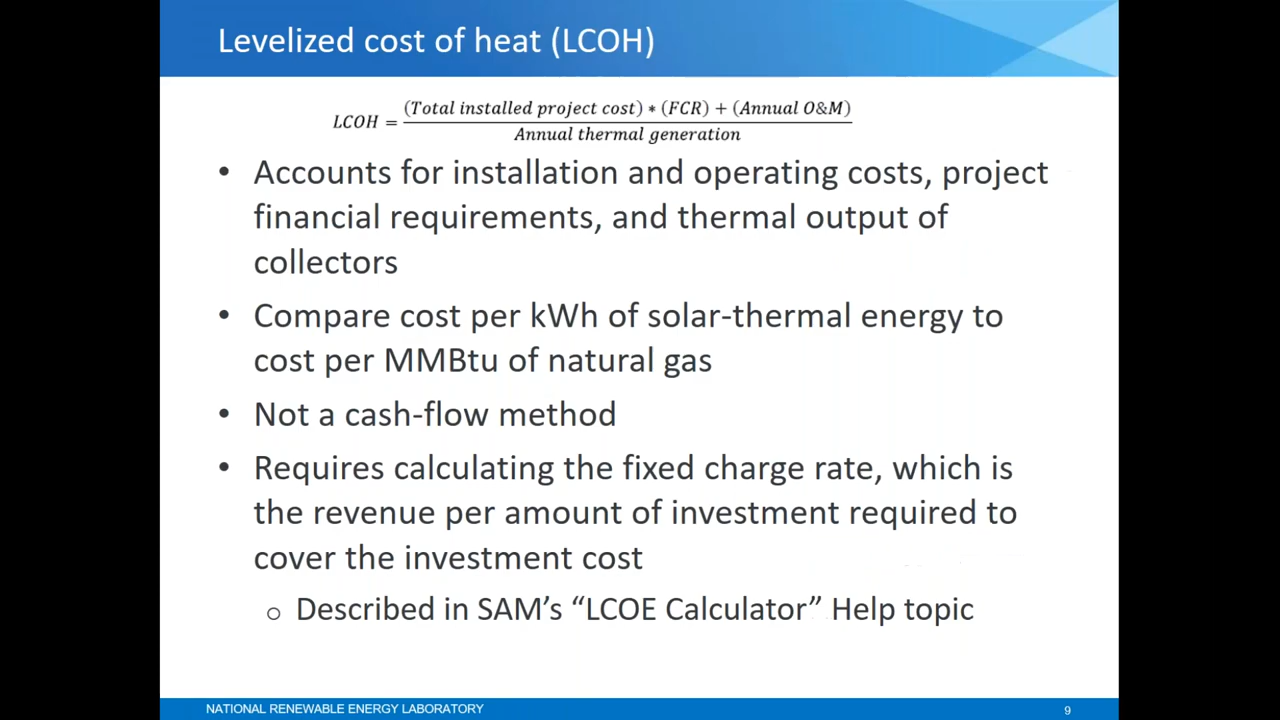 Levelized cost of heat (LCOH)
LCOH = (Total installed project cost) ∗ (FCR) + (Annual O&M)
Annual thermal generation
• Accounts for installation and operating costs, project
financial requirements, and thermal output of
collectors
• Compare cost per kWh of solar-thermal energy to
cost per MMBtu of natural gas
• Not a cash-flow method
• Requires calculating the fixed charge rate, which is
the revenue per amount of investment required to
cover the investment cost
o Described in SAM’s “LCOE Calculator” Help topic
NATIONAL RENEWABLE ENERGY LABORATORY
9